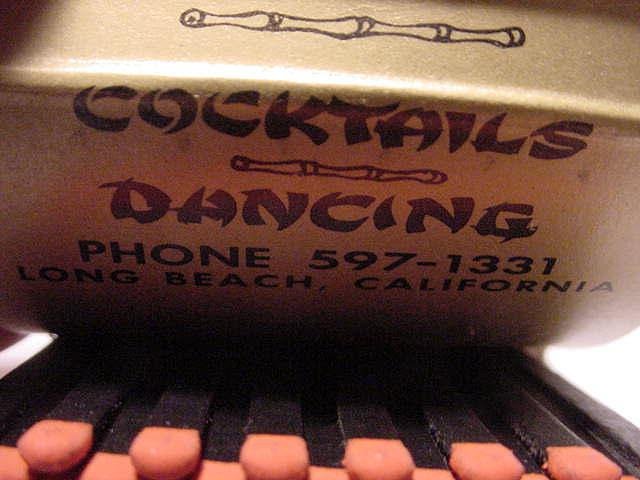 COCKTAILS
DANCING
PHONE 597-1331
LONG BEACH, CALIFORNIA